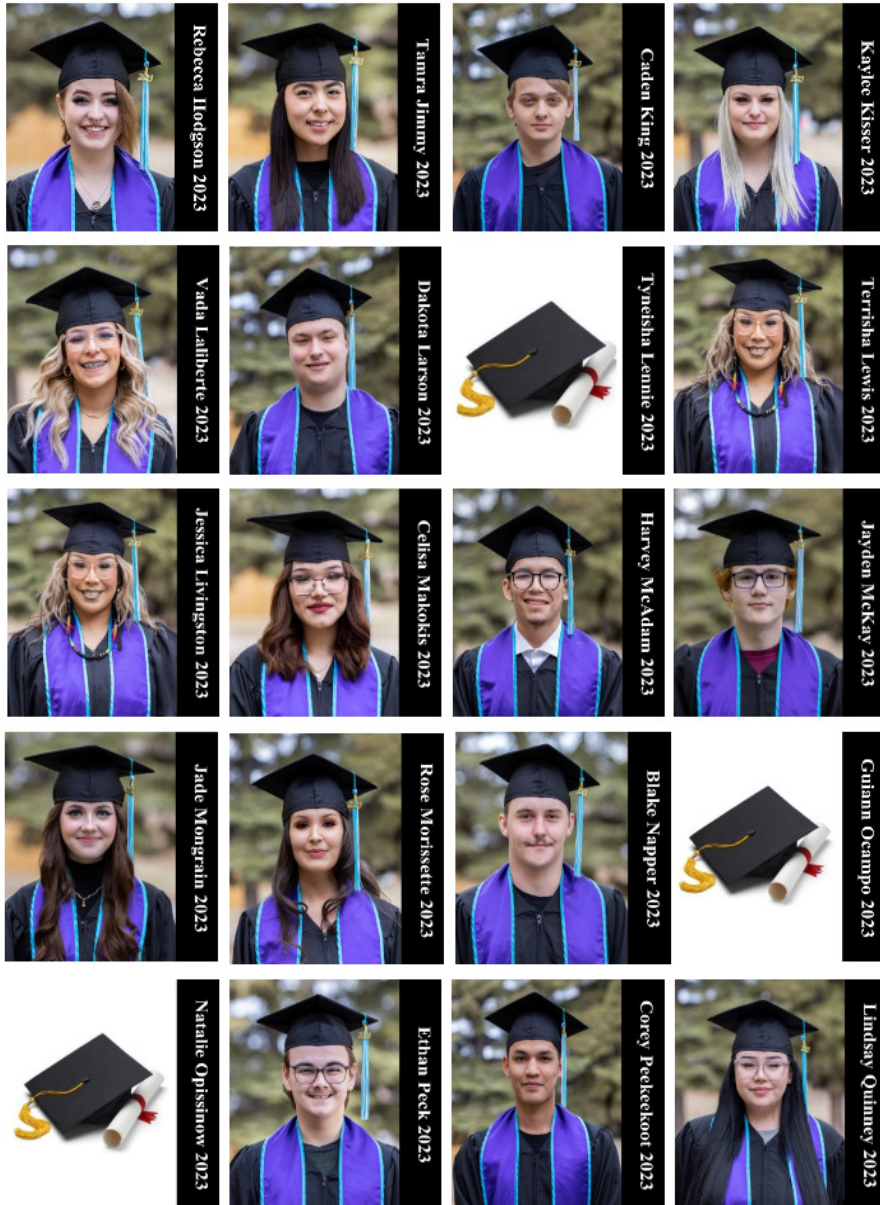 Rebecca Hodgson 2023
Tamra Jimmy 2023
Caden King 2023
Kaylee Kisser 2023
Vada Laliberte 2023
Dakota Larson 2023
Tyneisha Lennie 2023
Terrisha Lewis 2023
Jessica Livingston 2023
Celisa Makokis 2023
Harvey McAdam 2023
Jayden McKay 2023
Jade Mongrain 2023
Rose Morissette 2023
Blake Napper 2023
Guiann Ocampo 2023
Natalie Opissinow 2023
Ethan Peck 2023
Corey Peekeekoot 2023
Lindsay Quinney 2023